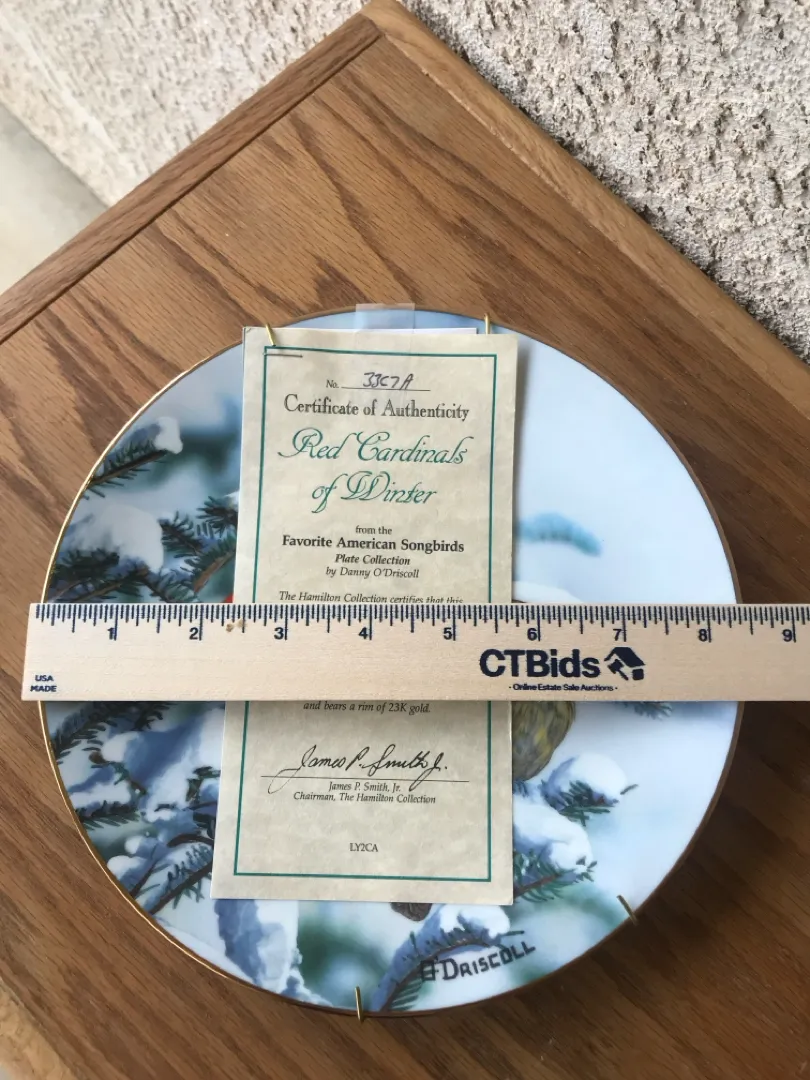 No. 3367A
Certificate of Authenticity
Red Cardinals
of Winter
from the
Favorite American Songbirds
Plate Collection
by Danny O'Driscoll
The Hamilton Collection certifies that this
1 2 3 4 5 6 7 8 9
CTBids
USA
MADE
- Online Estate Sale Auctions -
and bears a rim of 23K gold.
James P. Smith Jr.
James P. Smith, Jr.
Chairman, The Hamilton Collection
LY2CA
O'DRISCOLL